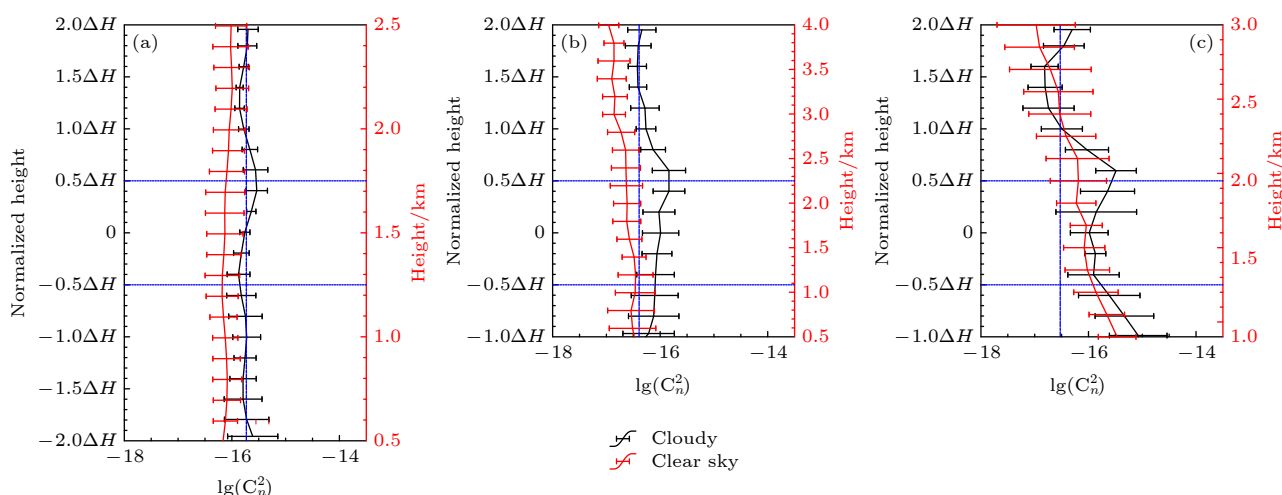 (a)
Normalized height
2.0ΔH
1.5ΔH
1.0ΔH
0.5ΔH
0
−0.5ΔH
−1.0ΔH
−1.5ΔH
−2.0ΔH
−18
−16
−14
lg(C_n^2)
2.5
2.0
1.5
1.0
0.5
Height/km
(b)
Normalized height
2.0ΔH
1.5ΔH
1.0ΔH
0.5ΔH
0
−0.5ΔH
−1.0ΔH
−18
−16
−14
lg(C_n^2)
4.0
3.5
3.0
2.5
2.0
1.5
1.0
0.5
Height/km
(c)
Normalized height
2.0ΔH
1.5ΔH
1.0ΔH
0.5ΔH
0
−0.5ΔH
−1.0ΔH
−18
−16
−14
lg(C_n^2)
3.0
2.5
2.0
1.5
1.0
Height/km
Cloudy
Clear sky